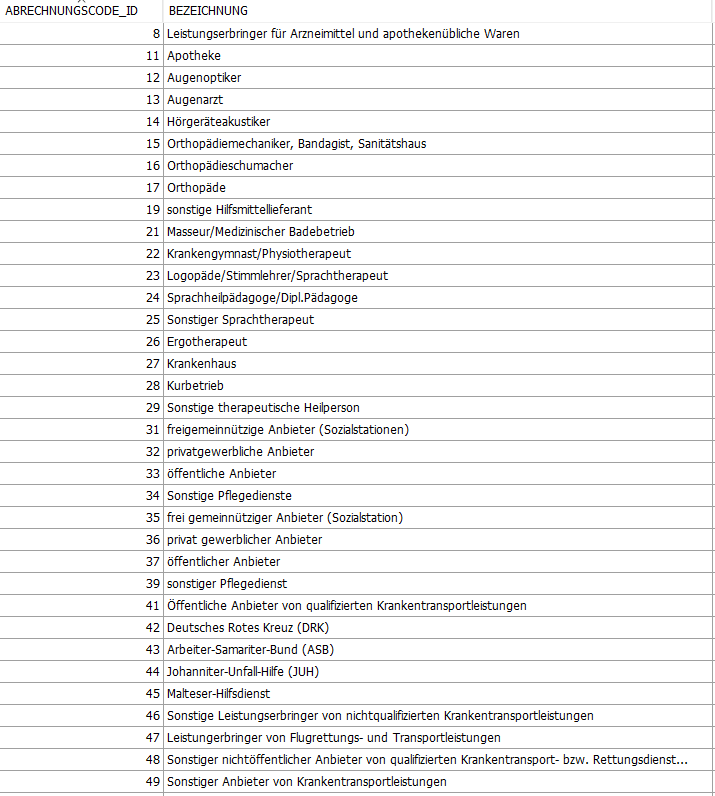 ABRECHNUNGSCODE_ID BEZEICHNUNG
8 Leistungserbringer für Arzneimittel und apothekenübliche Waren
11 Apotheke
12 Augenoptiker
13 Augenarzt
14 Hörgeräteakustiker
15 Orthopädiemechaniker, Bandagist, Sanitätshaus
16 Orthopädieschumacher
17 Orthopäde
19 sonstige Hilfsmittellieferant
21 Masseur/Medizinischer Badebetrieb
22 Krankengymnast/Physiotherapeut
23 Logopäde/Stimmlehrer/Sprachtherapeut
24 Sprachheilpädagoge/Dipl.Pädagoge
25 Sonstiger Sprachtherapeut
26 Ergotherapeut
27 Krankenhaus
28 Kurbetrieb
29 Sonstige therapeutische Heilperson
31 freigemeinnützige Anbieter (Sozialstationen)
32 privatgewerbliche Anbieter
33 öffentliche Anbieter
34 Sonstige Pflegedienste
35 frei gemeinnütziger Anbieter (Sozialstation)
36 privat gewerblicher Anbieter
37 öffentlicher Anbieter
39 sonstiger Pflegedienst
41 Öffentliche Anbieter von qualifizierten Krankentransportleistungen
42 Deutsches Rotes Kreuz (DRK)
43 Arbeiter-Samariter-Bund (ASB)
44 Johanniter-Unfall-Hilfe (JUH)
45 Malteser-Hilfsdienst
46 Sonstige Leistungserbringer von nichtqualifizierten Krankentransportleistungen
47 Leistungerbringer von Flugrettungs- und Transportleistungen
48 Sonstiger nichtöffentlicher Anbieter von qualifizierten Krankentransport- bzw. Rettungsdienst...
49 Sonstiger Anbieter von Krankentransportleistungen